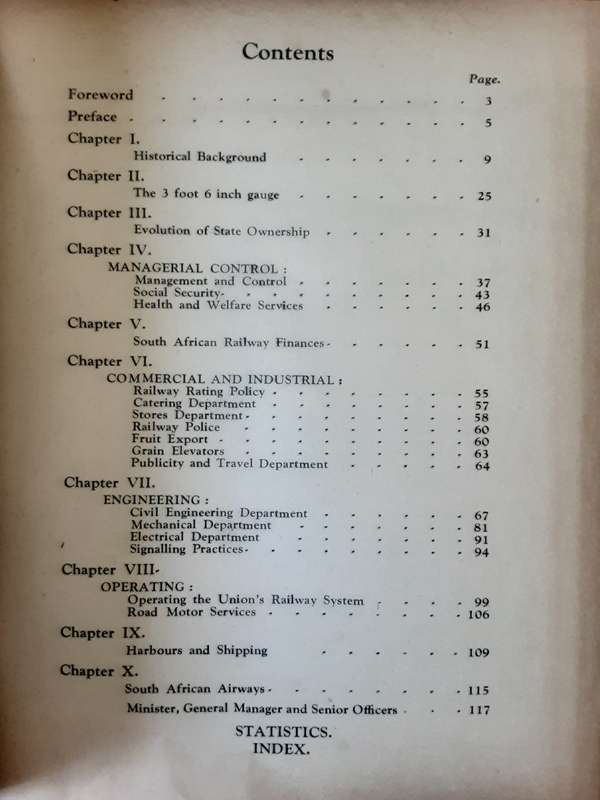 Contents
Page.
Foreword - - - - - - - - - - - - 3
Preface - - - - - - - - - - - - - 5
Chapter I.
Historical Background - - - - - - - 9
Chapter II.
The 3 foot 6 inch gauge - - - - - - - 25
Chapter III.
Evolution of State Ownership - - - - - - 31
Chapter IV.
MANAGERIAL CONTROL :
Management and Control - - - - - - - 37
Social Security- - - - - - - - - - 43
Health and Welfare Services - - - - - - 46
Chapter V.
South African Railway Finances- - - - - - 51
Chapter VI.
COMMERCIAL AND INDUSTRIAL :
Railway Rating Policy - - - - - - - - 55
Catering Department - - - - - - - - 57
Stores Department - - - - - - - - - 58
Railway Police - - - - - - - - - 60
Fruit Export - - - - - - - - - - 60
Grain Elevators - - - - - - - - - 63
Publicity and Travel Department - - - - - 64
Chapter VII.
ENGINEERING :
Civil Engineering Department - - - - - - 67
Mechanical Department - - - - - - - 81
Electrical Department - - - - - - - 91
Signalling Practices- - - - - - - - - 94
Chapter VIII-
OPERATING :
Operating the Union's Railway System - - - - 99
Road Motor Services - - - - - - - - 106
Chapter IX.
Harbours and Shipping - - - - - - 109
Chapter X.
South African Airways - - - - - - - - 115
Minister, General Manager and Senior Officers - - - 117
STATISTICS.
INDEX.